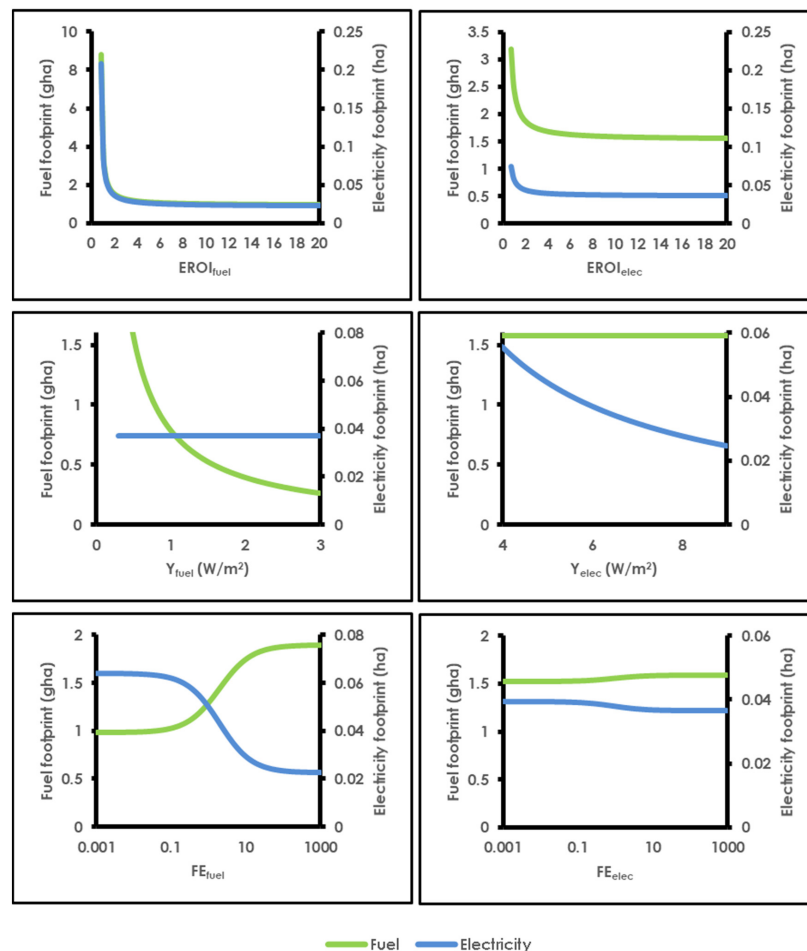 10
8
6
4
2
0
Fuel footprint (gha)
0.25
0.2
0.15
0.1
0.05
0
Electricity footprint (ha)
0 2 4 6 8 10 12 14 16 18 20
EROIfuel
3.5
3
2.5
2
1.5
1
0.5
0
Fuel footprint (gha)
0.25
0.2
0.15
0.1
0.05
0
Electricity footprint (ha)
0 2 4 6 8 10 12 14 16 18 20
EROIelec
1.5
1
0.5
0
Fuel footprint (gha)
0.08
0.06
0.04
0.02
0
Electricity footprint (ha)
0 1 2 3
Yfuel (W/m²)
1.5
1
0.5
0
Fuel footprint (gha)
0.06
0.04
0.02
0
Electricity footprint (ha)
4 6 8
Yelec (W/m²)
2
1.5
1
0.5
0
Fuel footprint (gha)
0.08
0.06
0.04
0.02
0
Electricity footprint (ha)
0.001 0.1 10 1000
FEfuel
2
1.5
1
0.5
0
Fuel footprint (gha)
0.06
0.04
0.02
0
Electricity footprint (ha)
0.001 0.1 10 1000
FEelec
Fuel Electricity